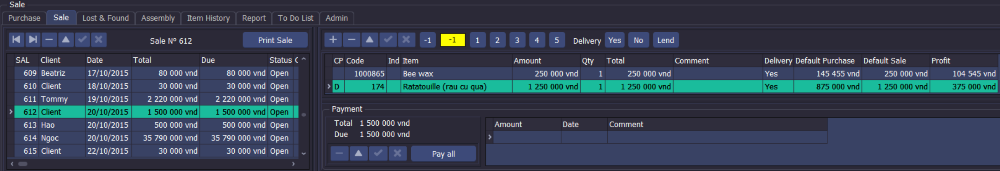 Sale
Purchase Sale Lost & Found Assembly Item History Report To Do List Admin
Sale N° 612 Print Sale
SAL Client Date Total Due Status C
609 Beatriz 17/10/2015 80 000 vnd 80 000 vnd Open
610 Client 18/10/2015 30 000 vnd 30 000 vnd Open
611 Tommy 19/10/2015 2 220 000 vnd 2 220 000 vnd Open
612 Client 20/10/2015 1 500 000 vnd 1 500 000 vnd Open
613 Hao 20/10/2015 500 000 vnd 500 000 vnd Open
614 Ngoc 20/10/2015 35 790 000 vnd 35 790 000 vnd Open
615 Client 22/10/2015 30 000 vnd 30 000 vnd Open
-1 -1 1 2 3 4 5 Delivery Yes No Lend
CP Code Ind Item Amount Qty Total Comment Delivery Default Purchase Default Sale Profit
1000865 Bee wax 250 000 vnd 1 250 000 vnd Yes 145 455 vnd 250 000 vnd 104 545 vnd
D 174 Ratatouille (rau cu qua) 1 250 000 vnd 1 1 250 000 vnd Yes 875 000 vnd 1 250 000 vnd 375 000 vnd
Payment
Total 1 500 000 vnd
Due 1 500 000 vnd
Pay all
Amount Date Comment